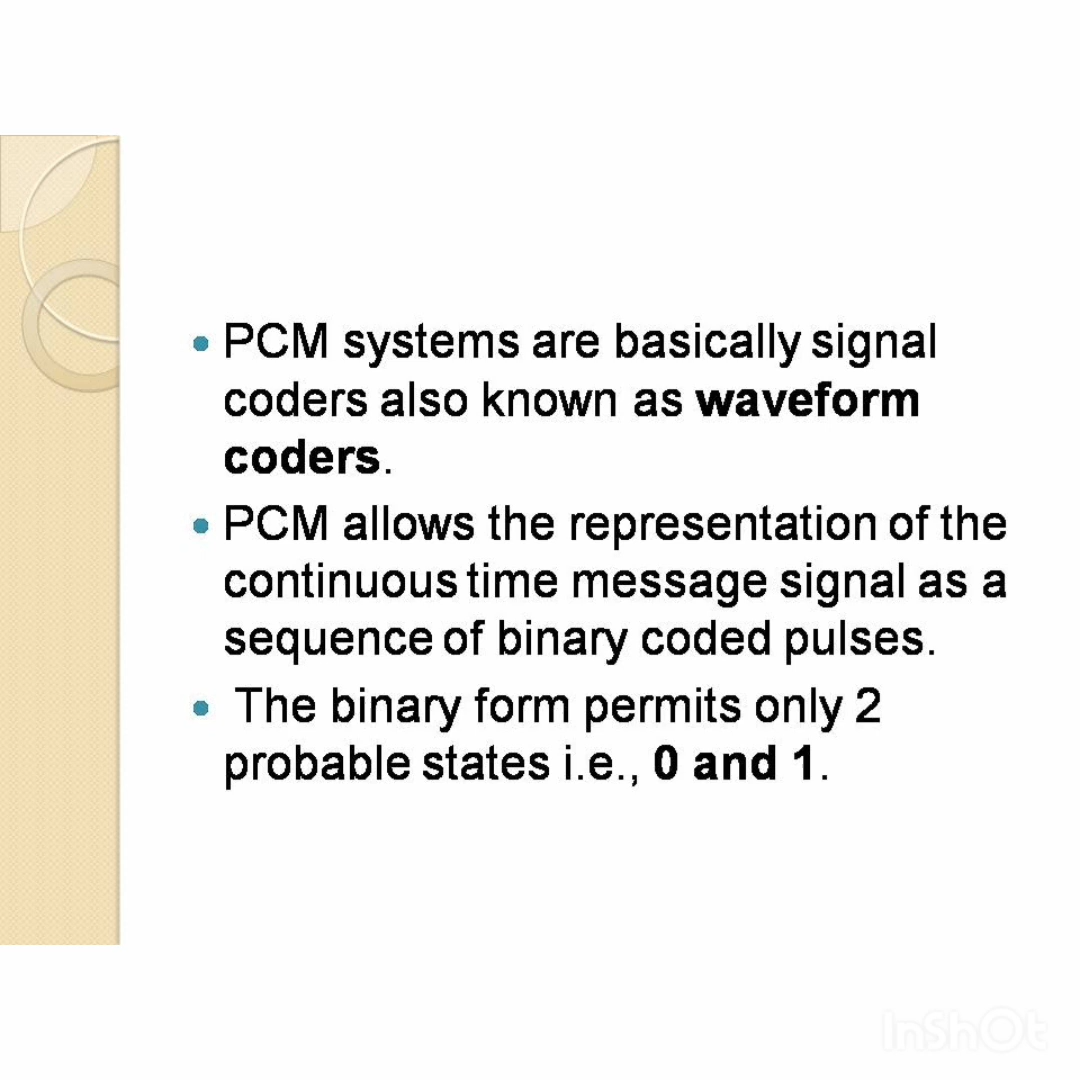 • PCM systems are basically signal
coders also known as waveform
coders.
• PCM allows the representation of the
continuous time message signal as a
sequence of binary coded pulses.
• The binary form permits only 2
probable states i.e., 0 and 1.
InShOt